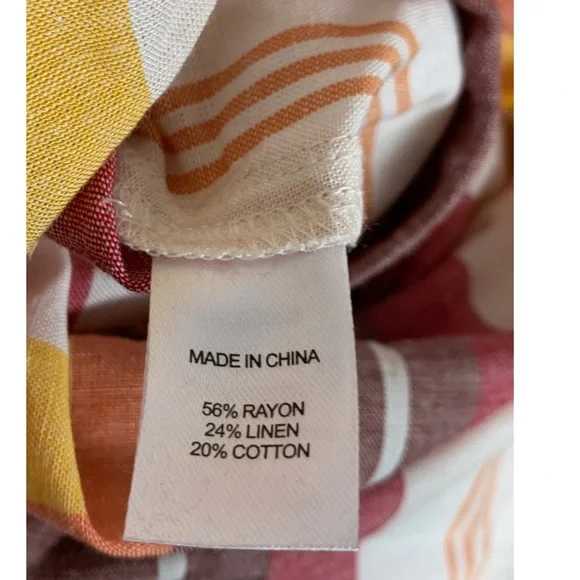 MADE IN CHINA
56% RAYON
24% LINEN
20% COTTON